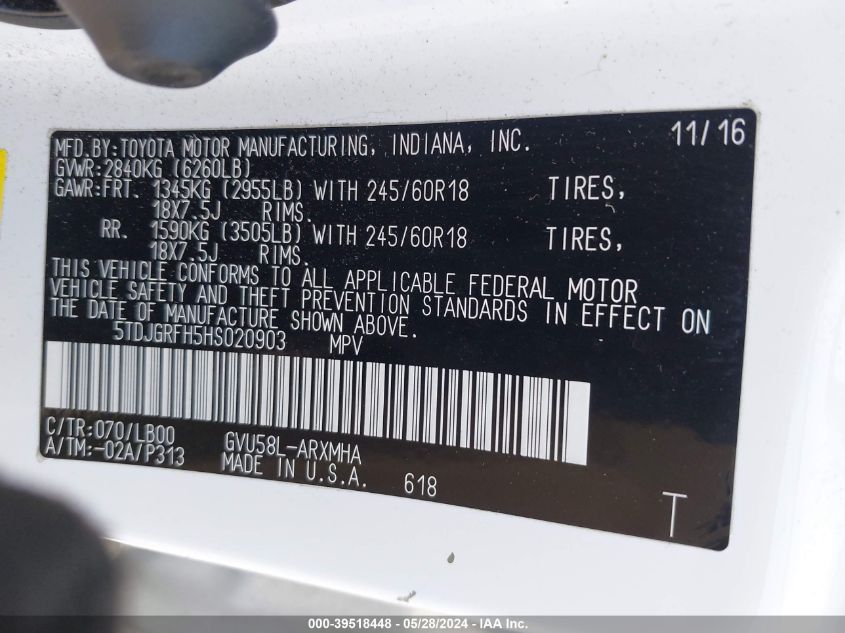 MFD.BY:TOYOTA MOTOR MANUFACTURING, INDIANA, INC. 11/16
GVWR:2840KG (6260LB)
GAWR:FRT. 1345KG (2955LB) WITH 245/60R18 TIRES,
18X7.5J RIMS.
RR. 1590KG (3505LB) WITH 245/60R18 TIRES,
18X7.5J RIMS.
THIS VEHICLE CONFORMS TO ALL APPLICABLE FEDERAL MOTOR
VEHICLE SAFETY AND THEFT PREVENTION STANDARDS IN EFFECT ON
THE DATE OF MANUFACTURE SHOWN ABOVE.
5TDJGRFH5HS020903 MPV
C/TR:070/LB00 GVU58L-ARXMHA
A/TM:-02A/P313 MADE IN U.S.A. 618
T
000-39518448 - 05/28/2024 - IAA Inc.